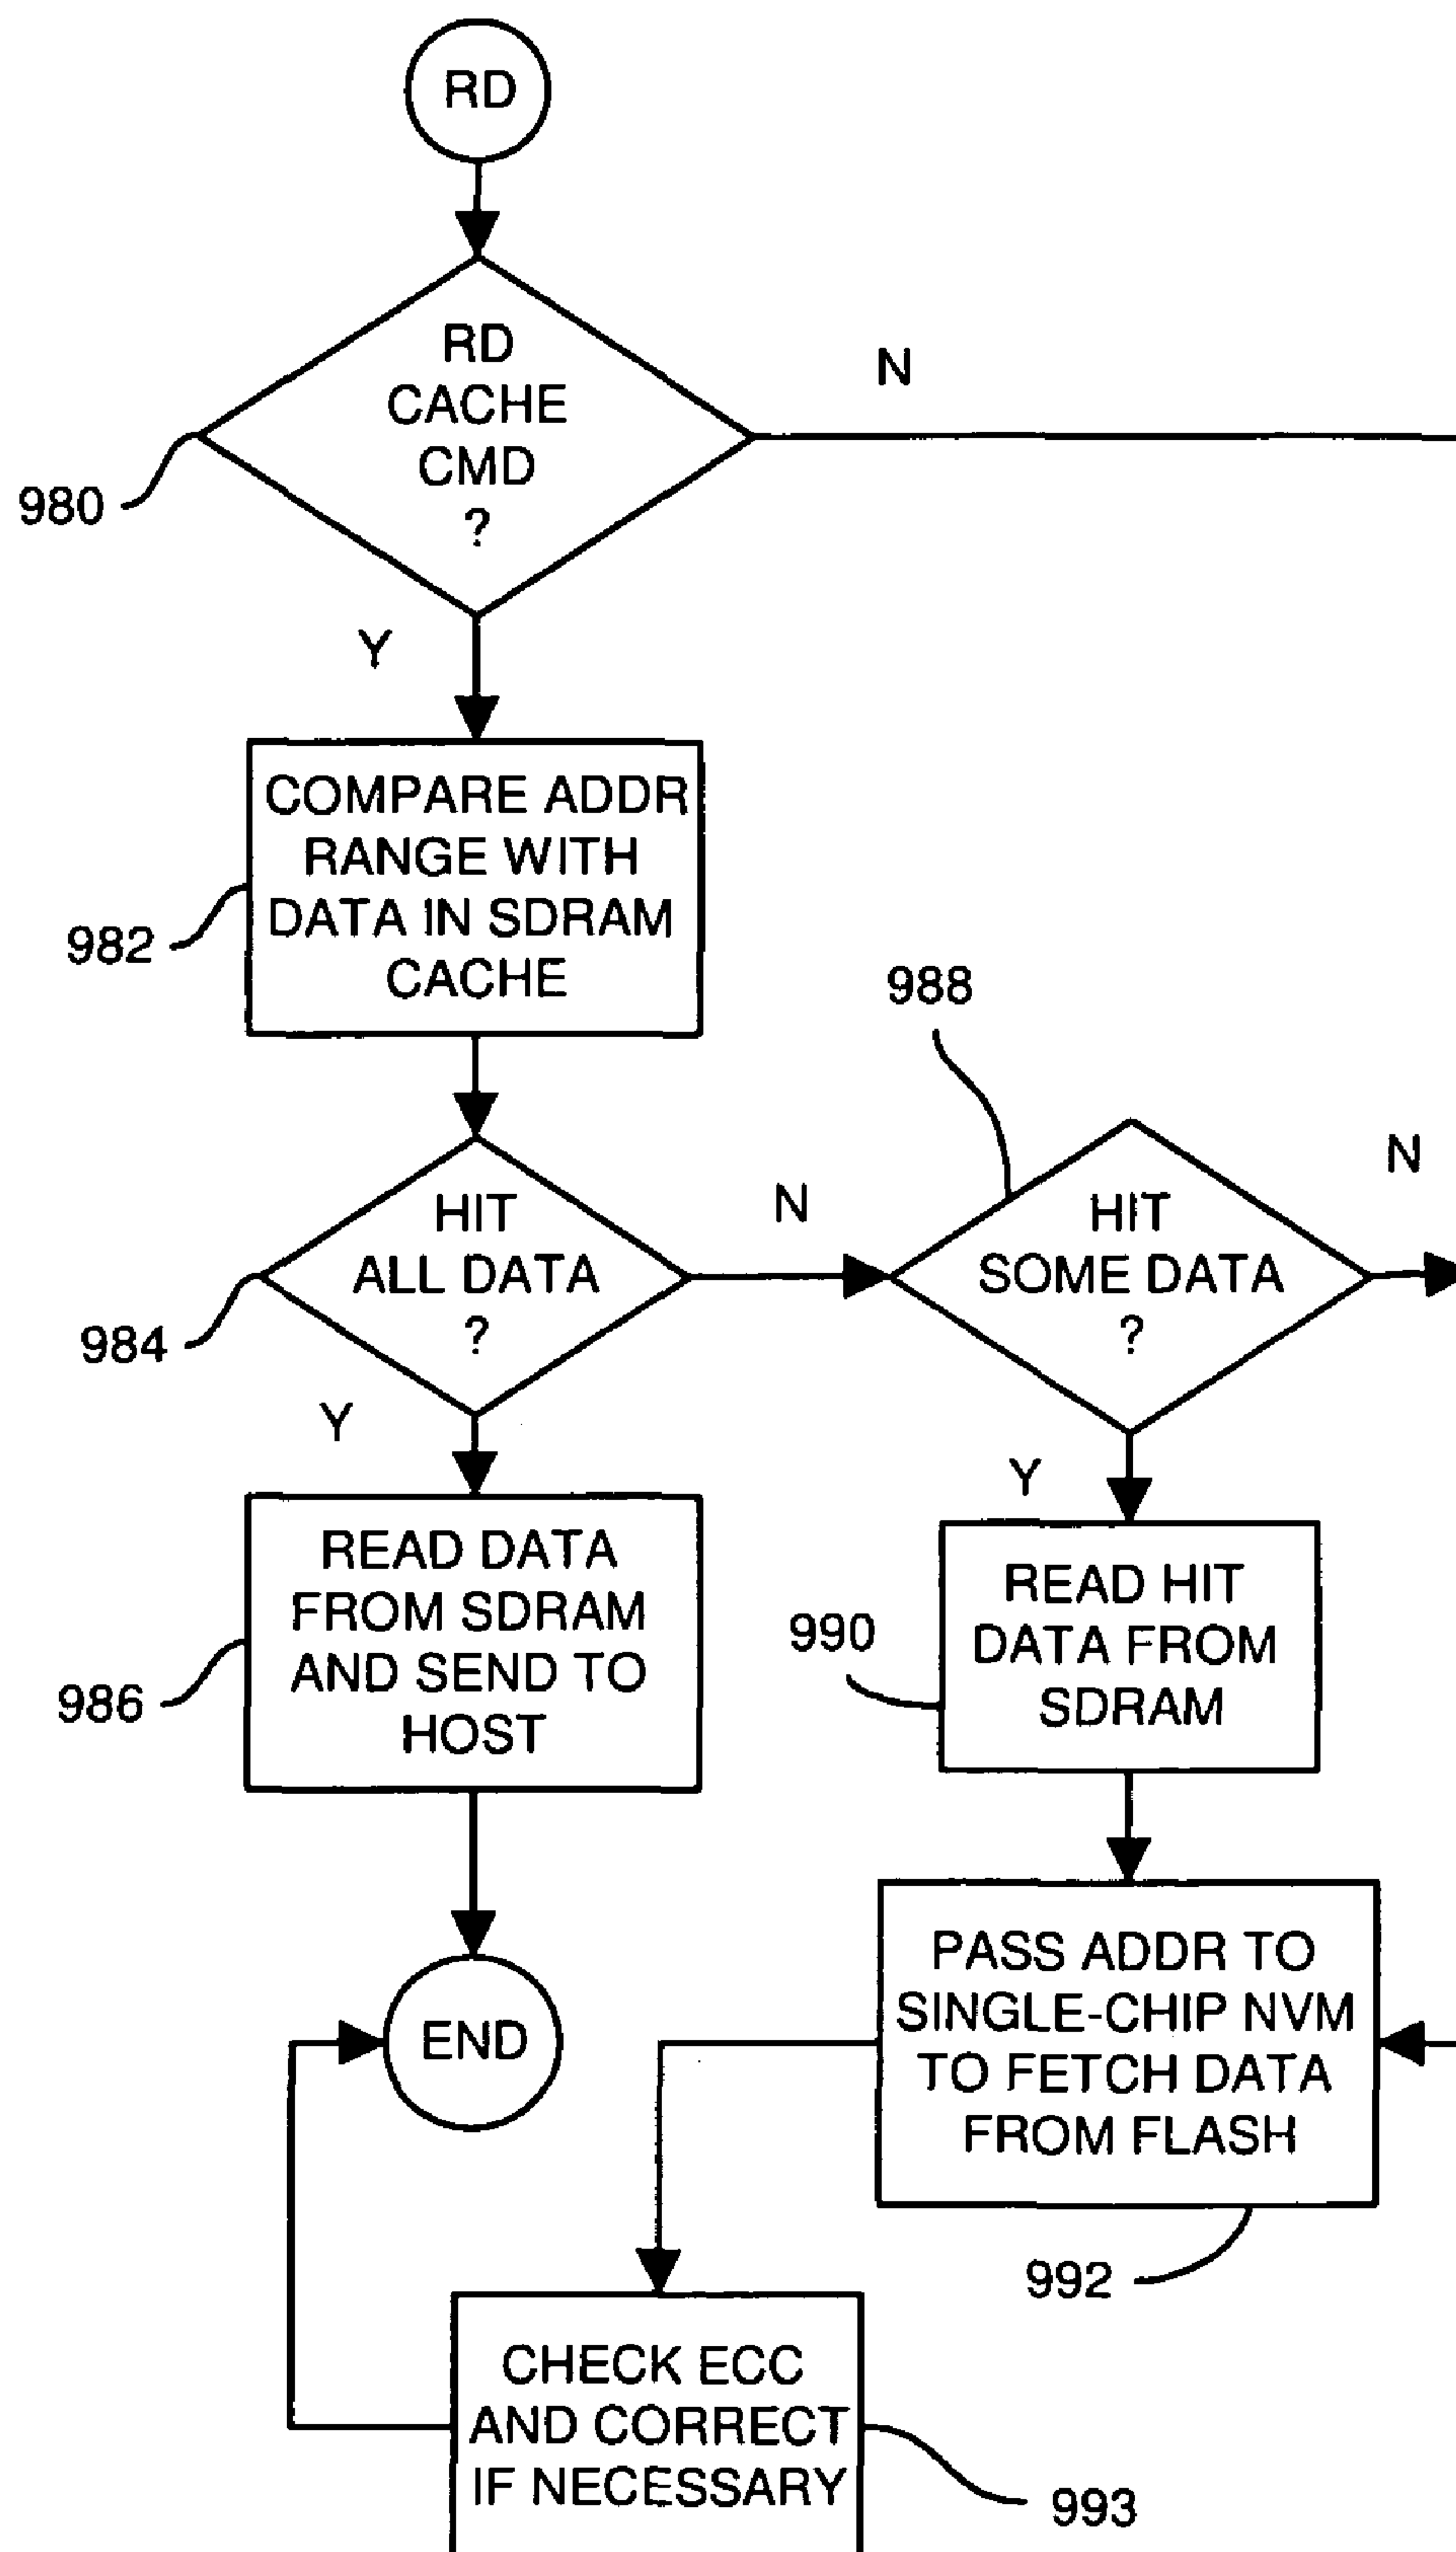 RD
RD
CACHE
CMD
?
N
980
Y
COMPARE ADDR
RANGE WITH
DATA IN SDRAM
CACHE
982
988
HIT
ALL DATA
?
N
984
HIT
SOME DATA
?
N
Y
Y
READ DATA
FROM SDRAM
AND SEND TO
HOST
986
READ HIT
DATA FROM
SDRAM
990
PASS ADDR TO
SINGLE-CHIP NVM
TO FETCH DATA
FROM FLASH
END
992
CHECK ECC
AND CORRECT
IF NECESSARY
993